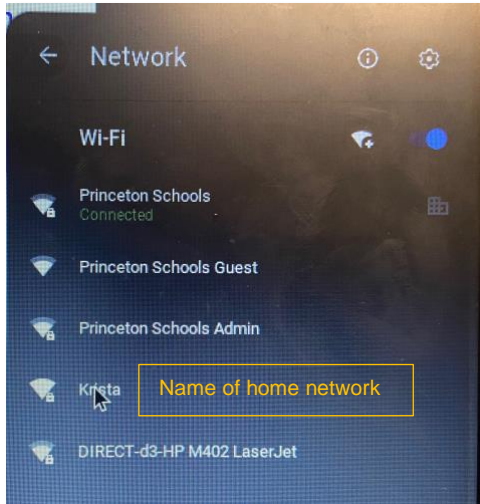 Network
Wi-Fi
Princeton Schools
Connected
Princeton Schools Guest
Princeton Schools Admin
Krista
Name of home network
DIRECT-d3-HP M402 LaserJet